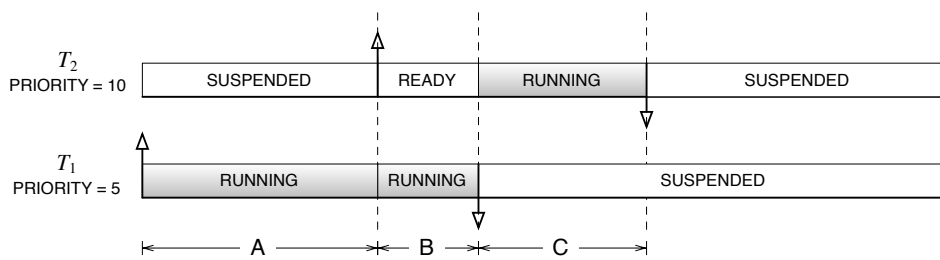 T2
SUSPENDED READY RUNNING SUSPENDED
PRIORITY = 10
T1
RUNNING RUNNING SUSPENDED
PRIORITY = 5
A B C